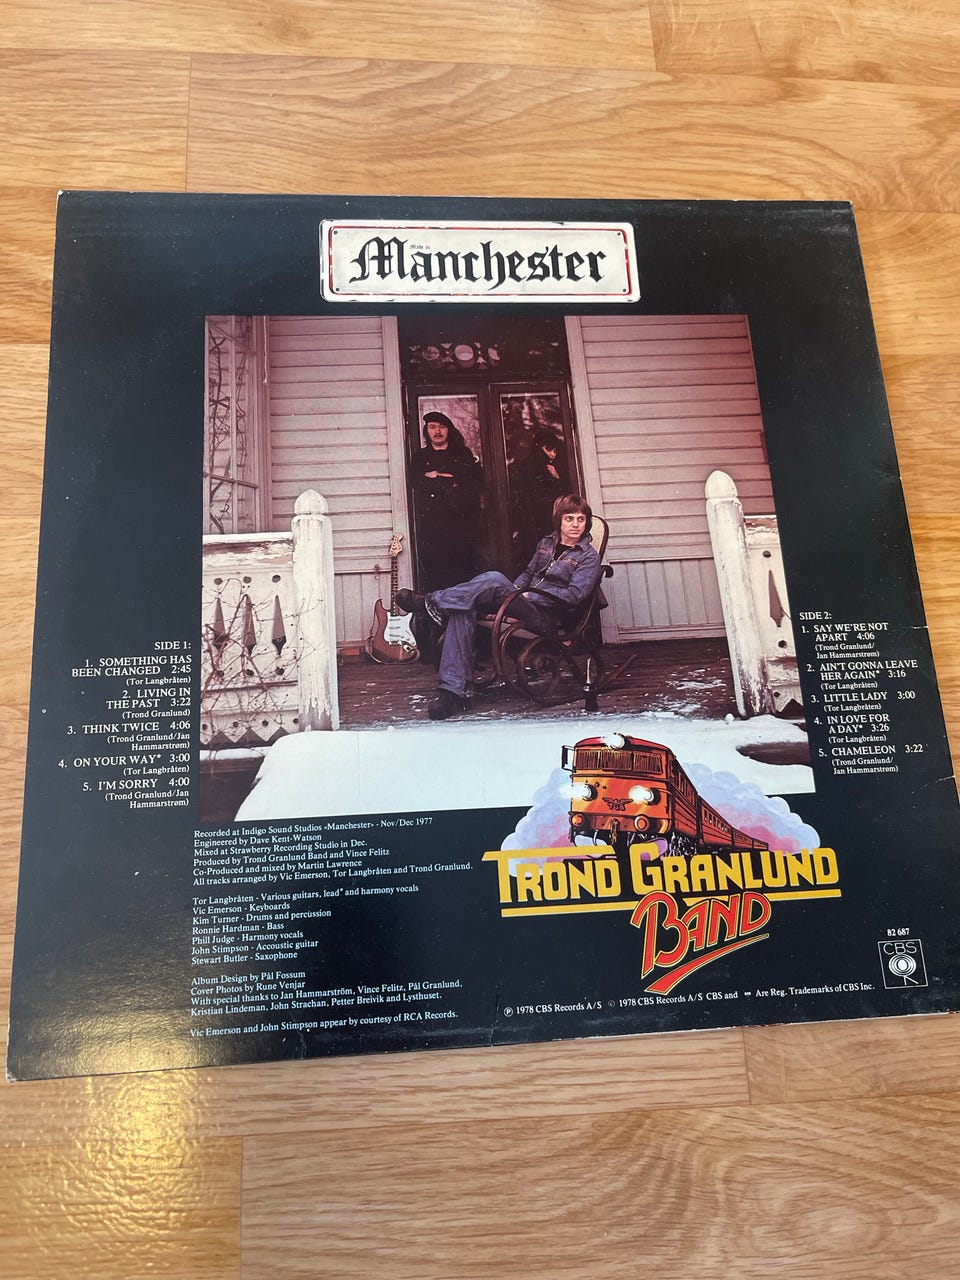 Made in
Manchester
SIDE 1:
1. SOMETHING HAS
BEEN CHANGED 2:45
(Tor Langbråten)
2. LIVING IN
THE PAST 3:22
(Trond Granlund)
3. THINK TWICE 4:06
(Trond Granlund/Jan
Hammarstrøm)
4. ON YOUR WAY* 3:00
(Tor Langbråten)
5. I'M SORRY 4:00
(Trond Granlund/Jan
Hammarstrøm)
SIDE 2:
1. SAY WE'RE NOT
APART 4:06
(Trond Granlund/
Jan Hammarstrøm)
2. AIN'T GONNA LEAVE
HER AGAIN* 3:16
(Tor Langbråten)
3. LITTLE LADY 3:00
(Tor Langbråten)
4. IN LOVE FOR
A DAY* 3:26
(Tor Langbråten)
5. CHAMELEON 3:22
(Trond Granlund/
Jan Hammarstrøm)
Recorded at Indigo Sound Studios «Manchester» - Nov/Dec 1977
Engineered by Dave Kent-Watson
Mixed at Strawberry Recording Studio in Dec.
Produced by Trond Granlund Band and Vince Felitz
Co-Produced and mixed by Martin Lawrence
All tracks arranged by Vic Emerson, Tor Langbråten and Trond Granlund.
Tor Langbråten - Various guitars, lead* and harmony vocals
Vic Emerson - Keyboards
Kim Turner - Drums and percussion
Ronnie Hardman - Bass
Phill Judge - Harmony vocals
John Stimpson - Accoustic guitar
Stewart Butler - Saxophone
Album Design by Pål Fossum
Cover Photos by Rune Venjar
With special thanks to Jan Hammarström, Vince Felitz, Pål Granlund,
Kristian Lindeman, John Strachan, Petter Breivik and Lysthuset.
Vic Emerson and John Stimpson appear by courtesy of RCA Records.
TGB
TROND GRANLUND
BAND
82 687
CBS
℗ 1978 CBS Records A/S © 1978 CBS Records A/S CBS and Are Reg. Trademarks of CBS Inc.